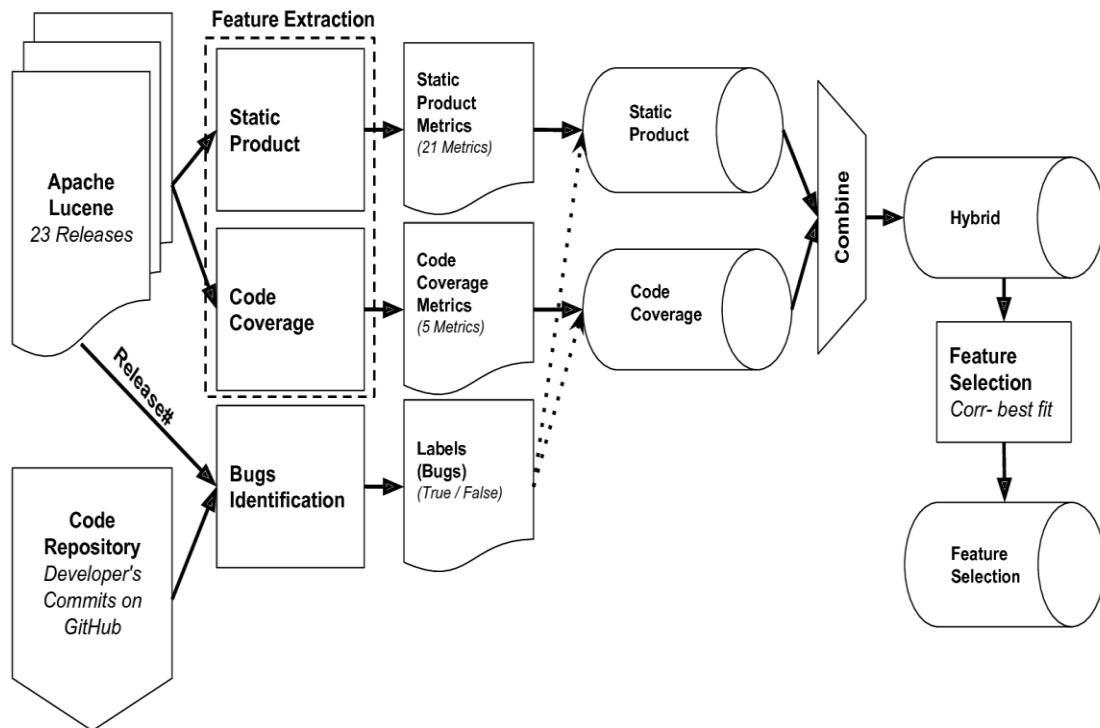 Feature Extraction
Apache
Lucene
23 Releases
Static
Product
Static
Product
Metrics
(21 Metrics)
Static
Product
Code
Coverage
Code
Coverage
Metrics
(5 Metrics)
Code
Coverage
Combine
Hybrid
Release#
Bugs
Identification
Labels
(Bugs)
(True / False)
Feature
Selection
Corr- best fit
Feature
Selection
Code
Repository
Developer's
Commits on
GitHub